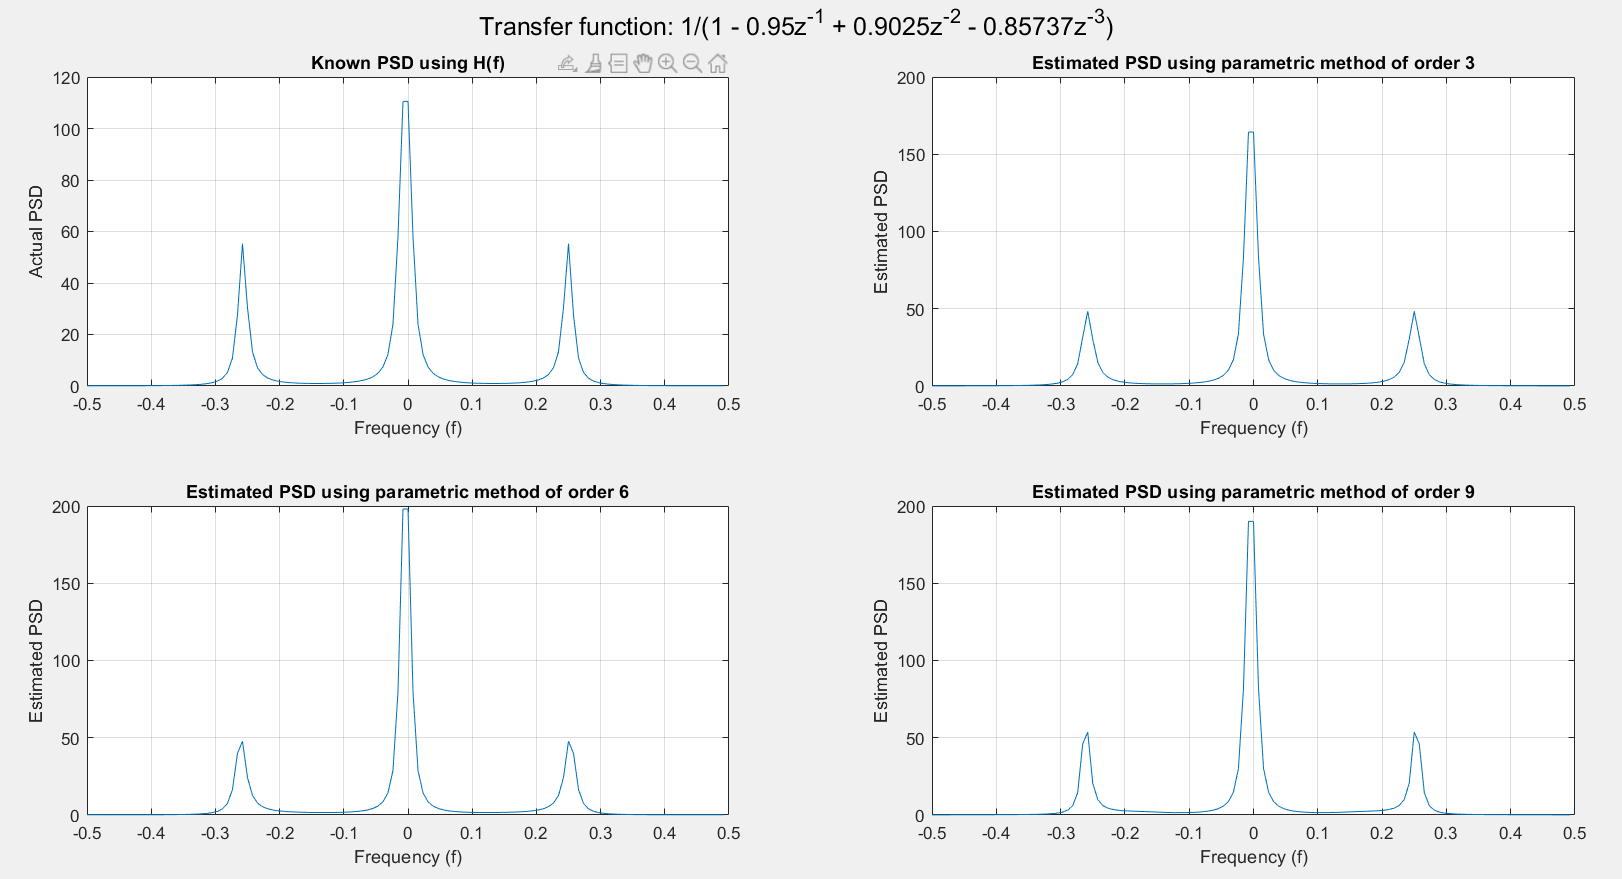 Transfer function: 1/(1 - 0.95z^-1 + 0.9025z^-2 - 0.85737z^-3)
Known PSD using H(f)
120
100
80
60
40
20
0
Actual PSD
-0.5 -0.4 -0.3 -0.2 -0.1 0 0.1 0.2 0.3 0.4 0.5
Frequency (f)
Estimated PSD using parametric method of order 3
200
150
100
50
0
Estimated PSD
-0.5 -0.4 -0.3 -0.2 -0.1 0 0.1 0.2 0.3 0.4 0.5
Frequency (f)
Estimated PSD using parametric method of order 6
200
150
100
50
0
Estimated PSD
-0.5 -0.4 -0.3 -0.2 -0.1 0 0.1 0.2 0.3 0.4 0.5
Frequency (f)
Estimated PSD using parametric method of order 9
200
150
100
50
0
Estimated PSD
-0.5 -0.4 -0.3 -0.2 -0.1 0 0.1 0.2 0.3 0.4 0.5
Frequency (f)